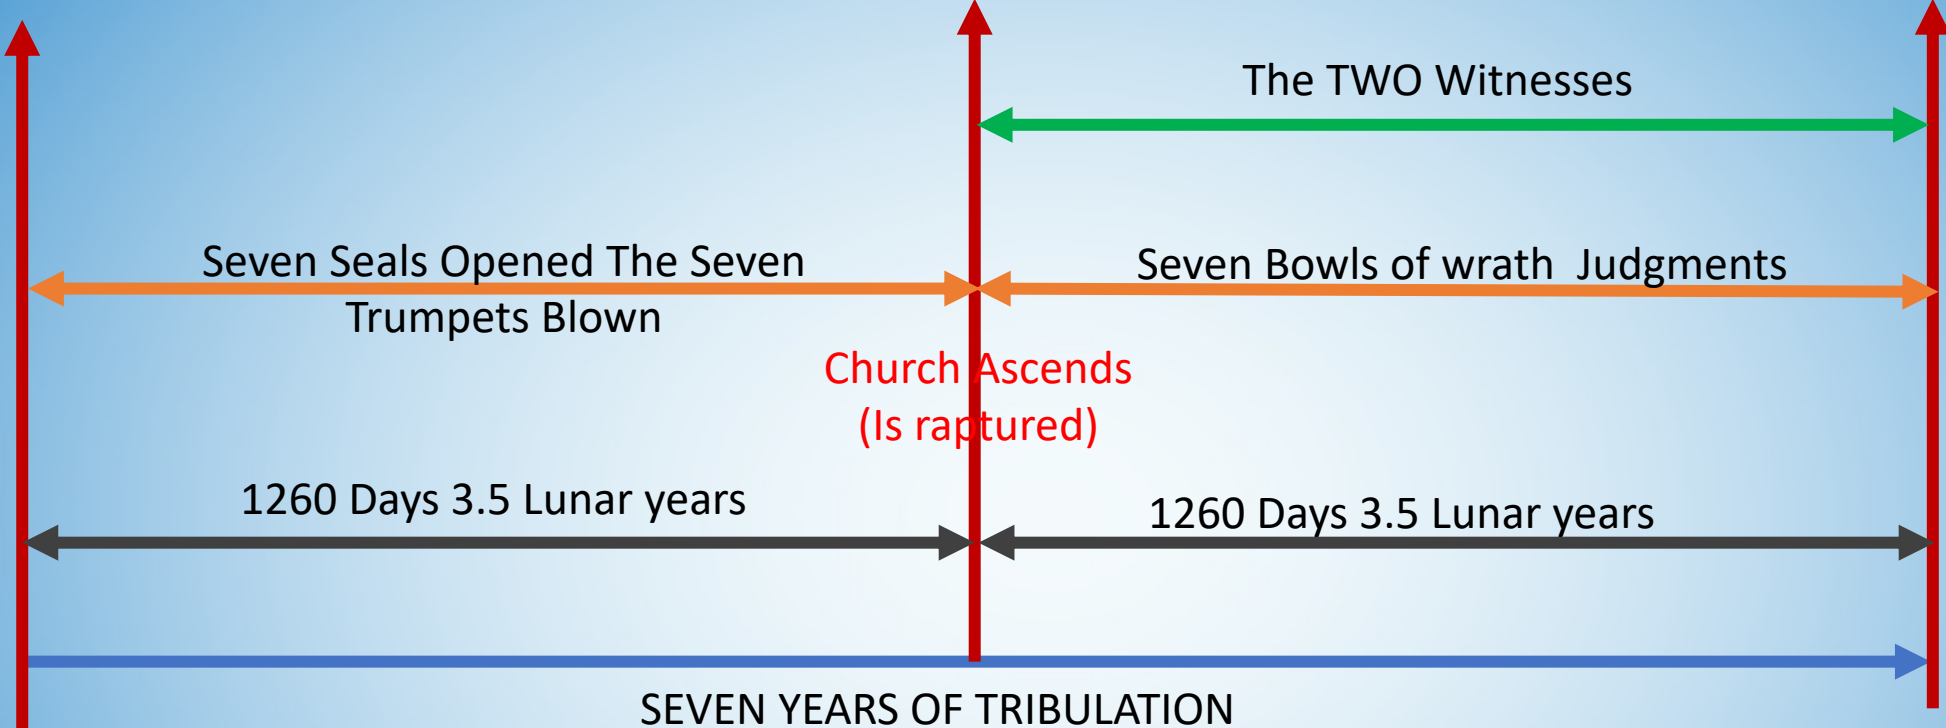 The TWO Witnesses
Seven Seals Opened The Seven
Trumpets Blown
Seven Bowls of wrath  Judgments
Church Ascends
(Is raptured)
1260 Days 3.5 Lunar years
1260 Days 3.5 Lunar years
SEVEN YEARS OF TRIBULATION